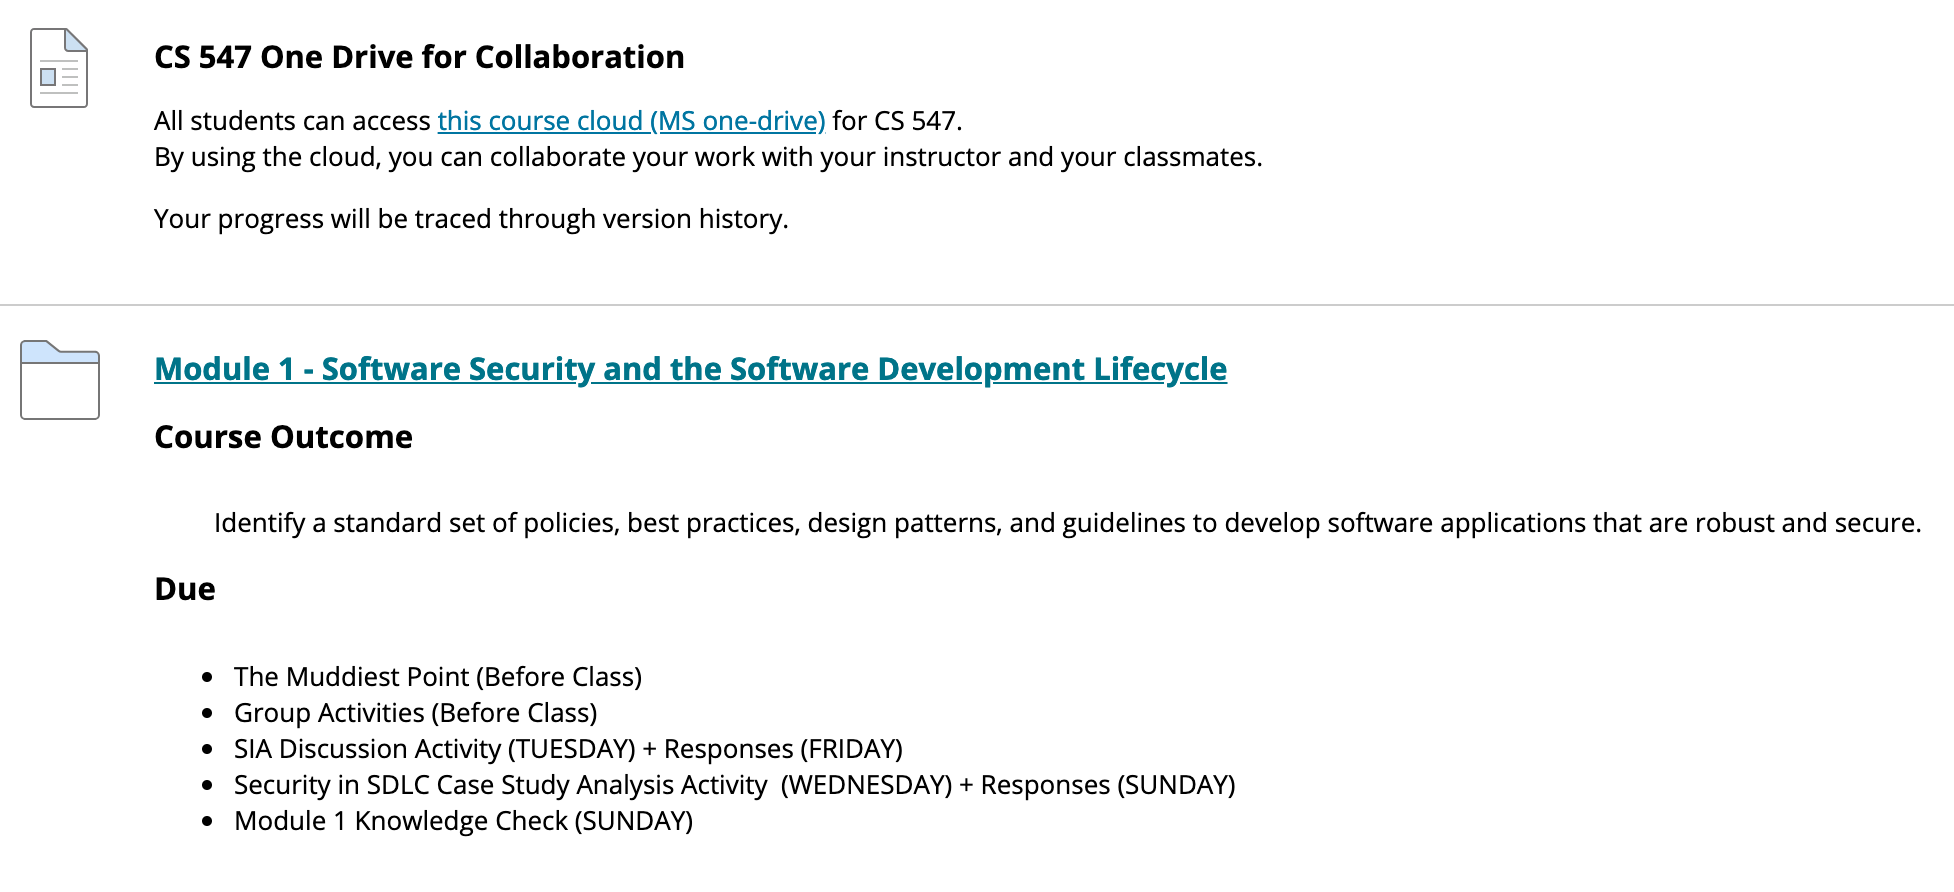 CS 547 One Drive for Collaboration
All students can access this course cloud (MS one-drive) for CS 547.
By using the cloud, you can collaborate your work with your instructor and your classmates.
Your progress will be traced through version history.
Module 1 - Software Security and the Software Development Lifecycle
Course Outcome
Identify a standard set of policies, best practices, design patterns, and guidelines to develop software applications that are robust and secure.
Due
• The Muddiest Point (Before Class)
• Group Activities (Before Class)
• SIA Discussion Activity (TUESDAY) + Responses (FRIDAY)
• Security in SDLC Case Study Analysis Activity  (WEDNESDAY) + Responses (SUNDAY)
• Module 1 Knowledge Check (SUNDAY)